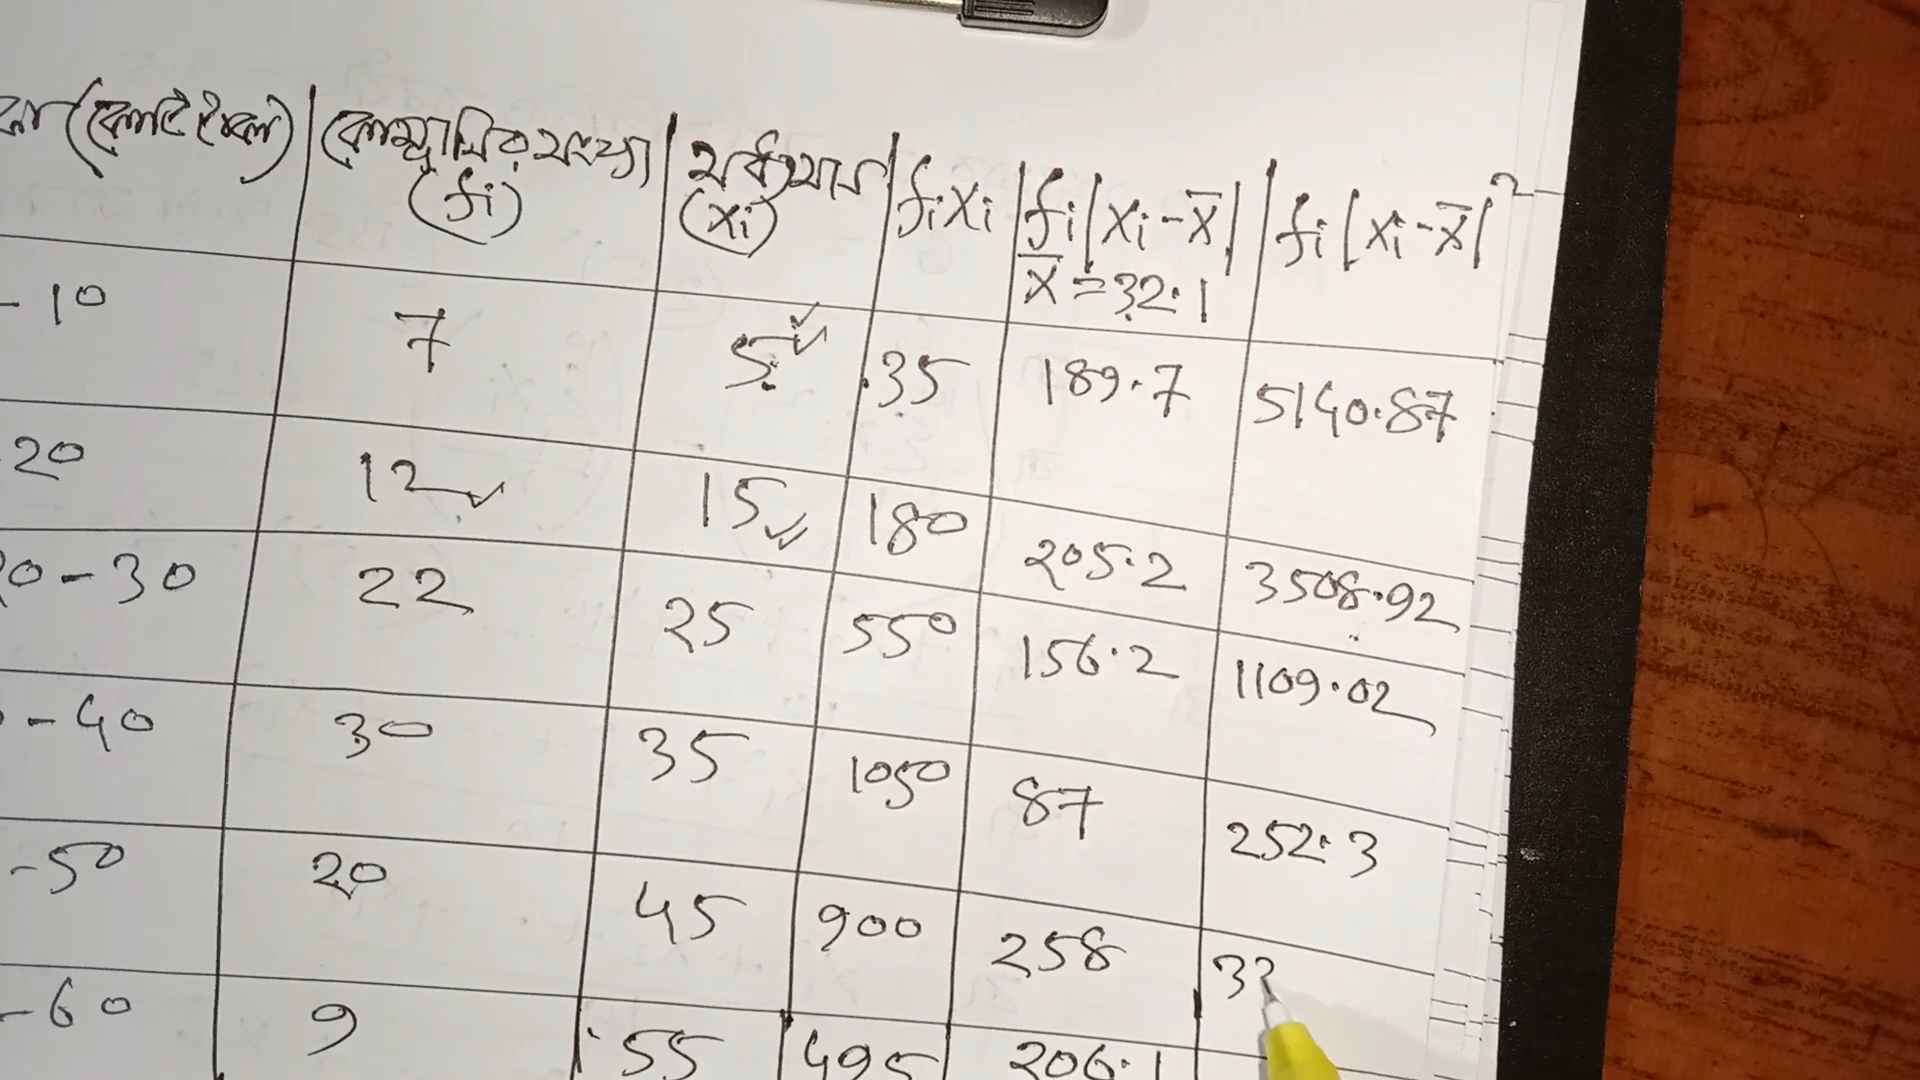 (কোটি টাকা) | কোম্পানির সংখ্যা (fi) | মধ্যমান (xi) | fixi | fi|xi-x̄| x̄=32.1 | fi|xi-x̄|²
-10 | 7 | 5 | 35 | 189.7 | 5140.87
20 | 12 | 15 | 180 | 205.2 | 3508.92
0-30 | 22 | 25 | 550 | 156.2 | 1109.02
-40 | 30 | 35 | 1050 | 87 | 252.3
-50 | 20 | 45 | 900 | 258 | 33
-60 | 9 | 55 | 495 | 206.1